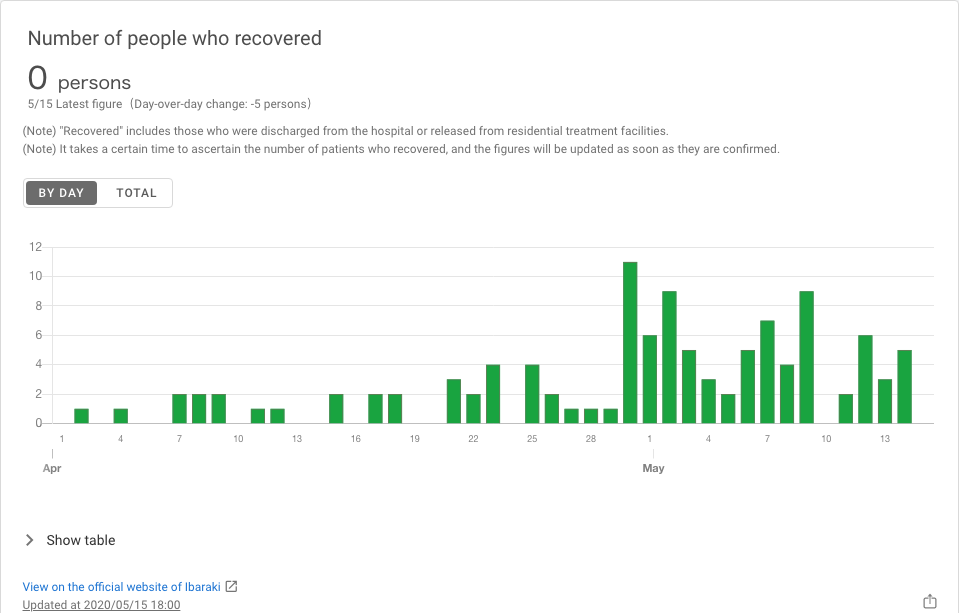 Number of people who recovered
0 persons
5/15 Latest figure（Day-over-day change: -5 persons）
(Note) "Recovered" includes those who were discharged from the hospital or released from residential treatment facilities.
(Note) It takes a certain time to ascertain the number of patients who recovered, and the figures will be updated as soon as they are confirmed.
BY DAY TOTAL
12
10
8
6
4
2
0
1 4 7 10 13 16 19 22 25 28 1 4 7 10 13
Apr May
Show table
View on the official website of Ibaraki
Updated at 2020/05/15 18:00